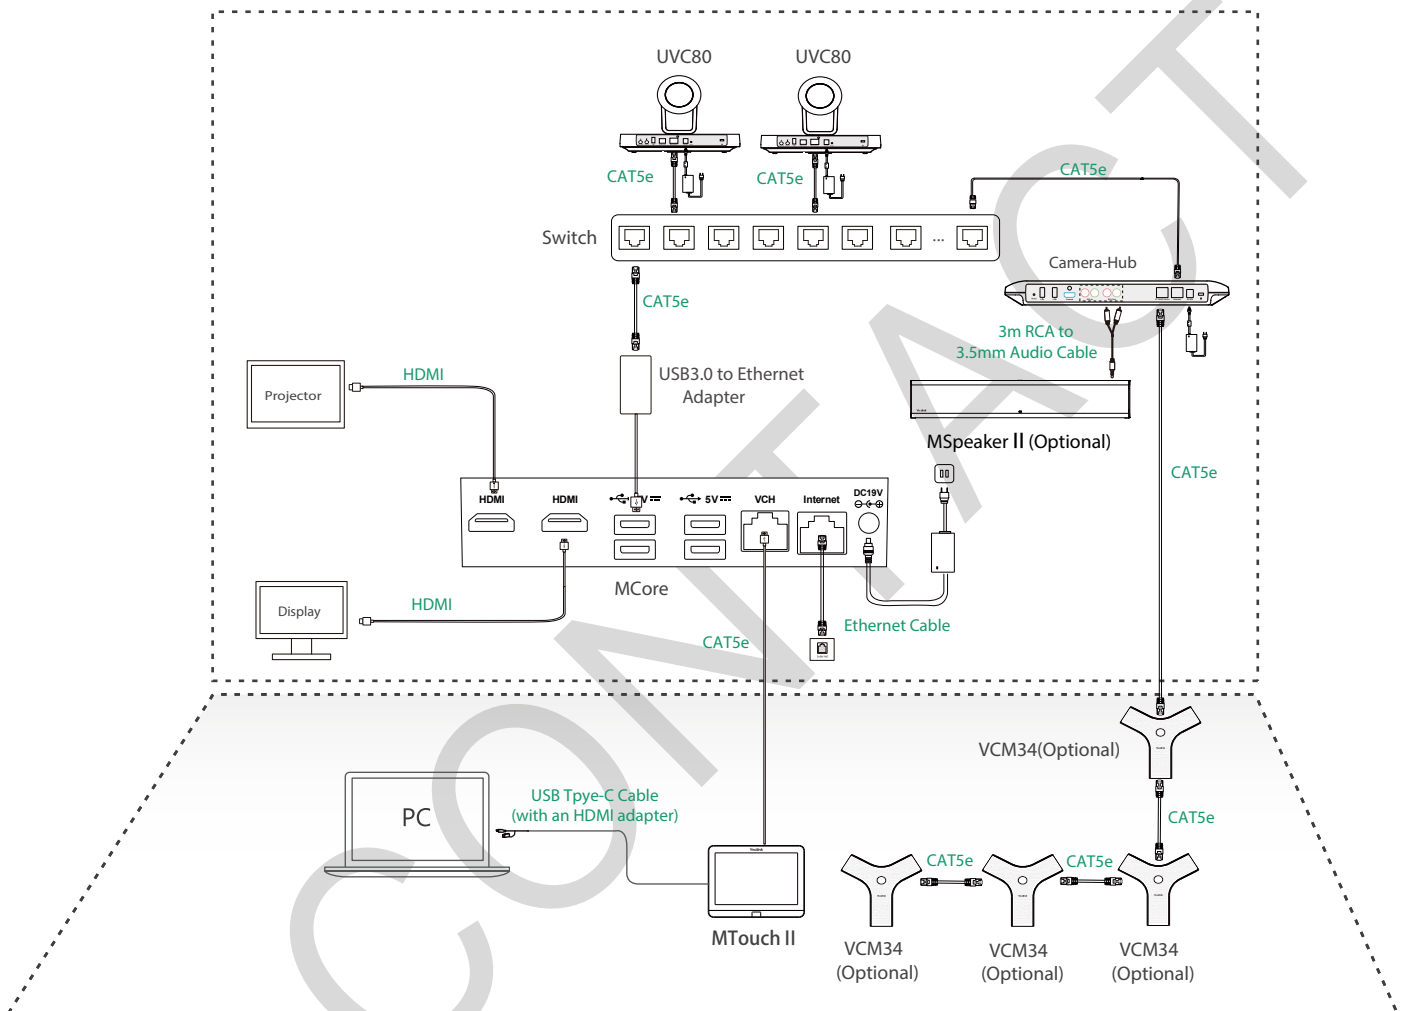 UVC80
UVC80
CAT5e
CAT5e
CAT5e
Switch
...
Camera-Hub
CAT5e
3m RCA to
3.5mm Audio Cable
HDMI
USB3.0 to Ethernet
Adapter
Projector
MSpeaker II (Optional)
CAT5e
HDMI
HDMI
V
5V
VCH
Internet
DC19V
MCore
Display
HDMI
Ethernet Cable
CAT5e
VCM34(Optional)
USB Tpye-C Cable
(with an HDMI adapter)
PC
CAT5e
CAT5e
CAT5e
MTouch II
VCM34
(Optional)
VCM34
(Optional)
VCM34
(Optional)
CONTACT